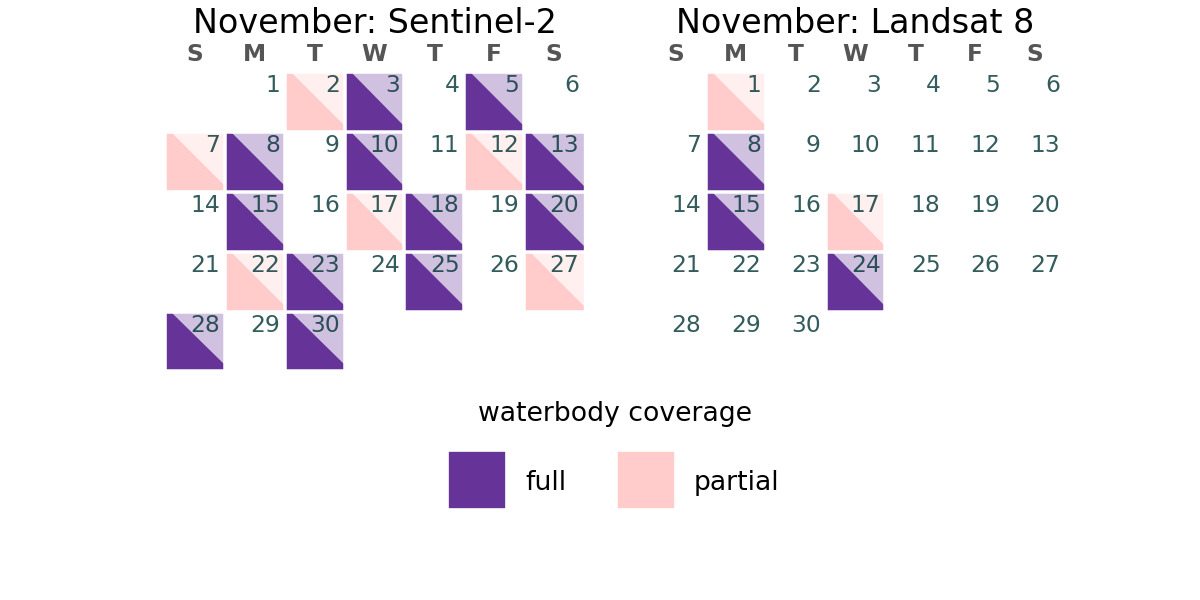 November: Sentinel-2
S M T W T F S
1 2 3 4 5 6
7 8 9 10 11 12 13
14 15 16 17 18 19 20
21 22 23 24 25 26 27
28 29 30
November: Landsat 8
S M T W T F S
1 2 3 4 5 6
7 8 9 10 11 12 13
14 15 16 17 18 19 20
21 22 23 24 25 26 27
28 29 30
waterbody coverage
full partial